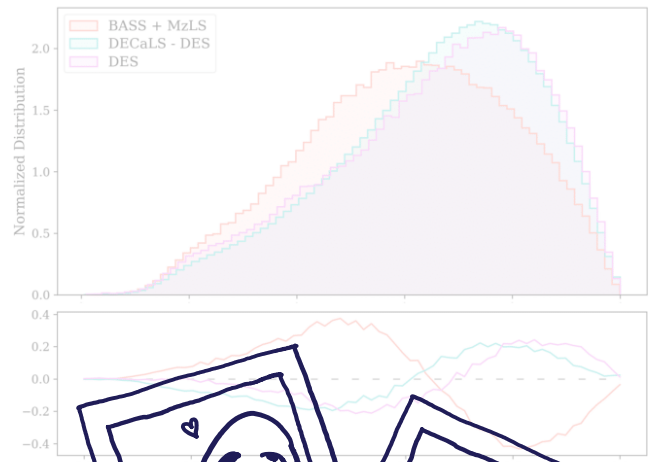 BASS + MzLS
DECaLS - DES
DES
Normalized Distribution
2.0
1.5
1.0
0.5
0.0
0.4
0.2
0.0
−0.2
−0.4